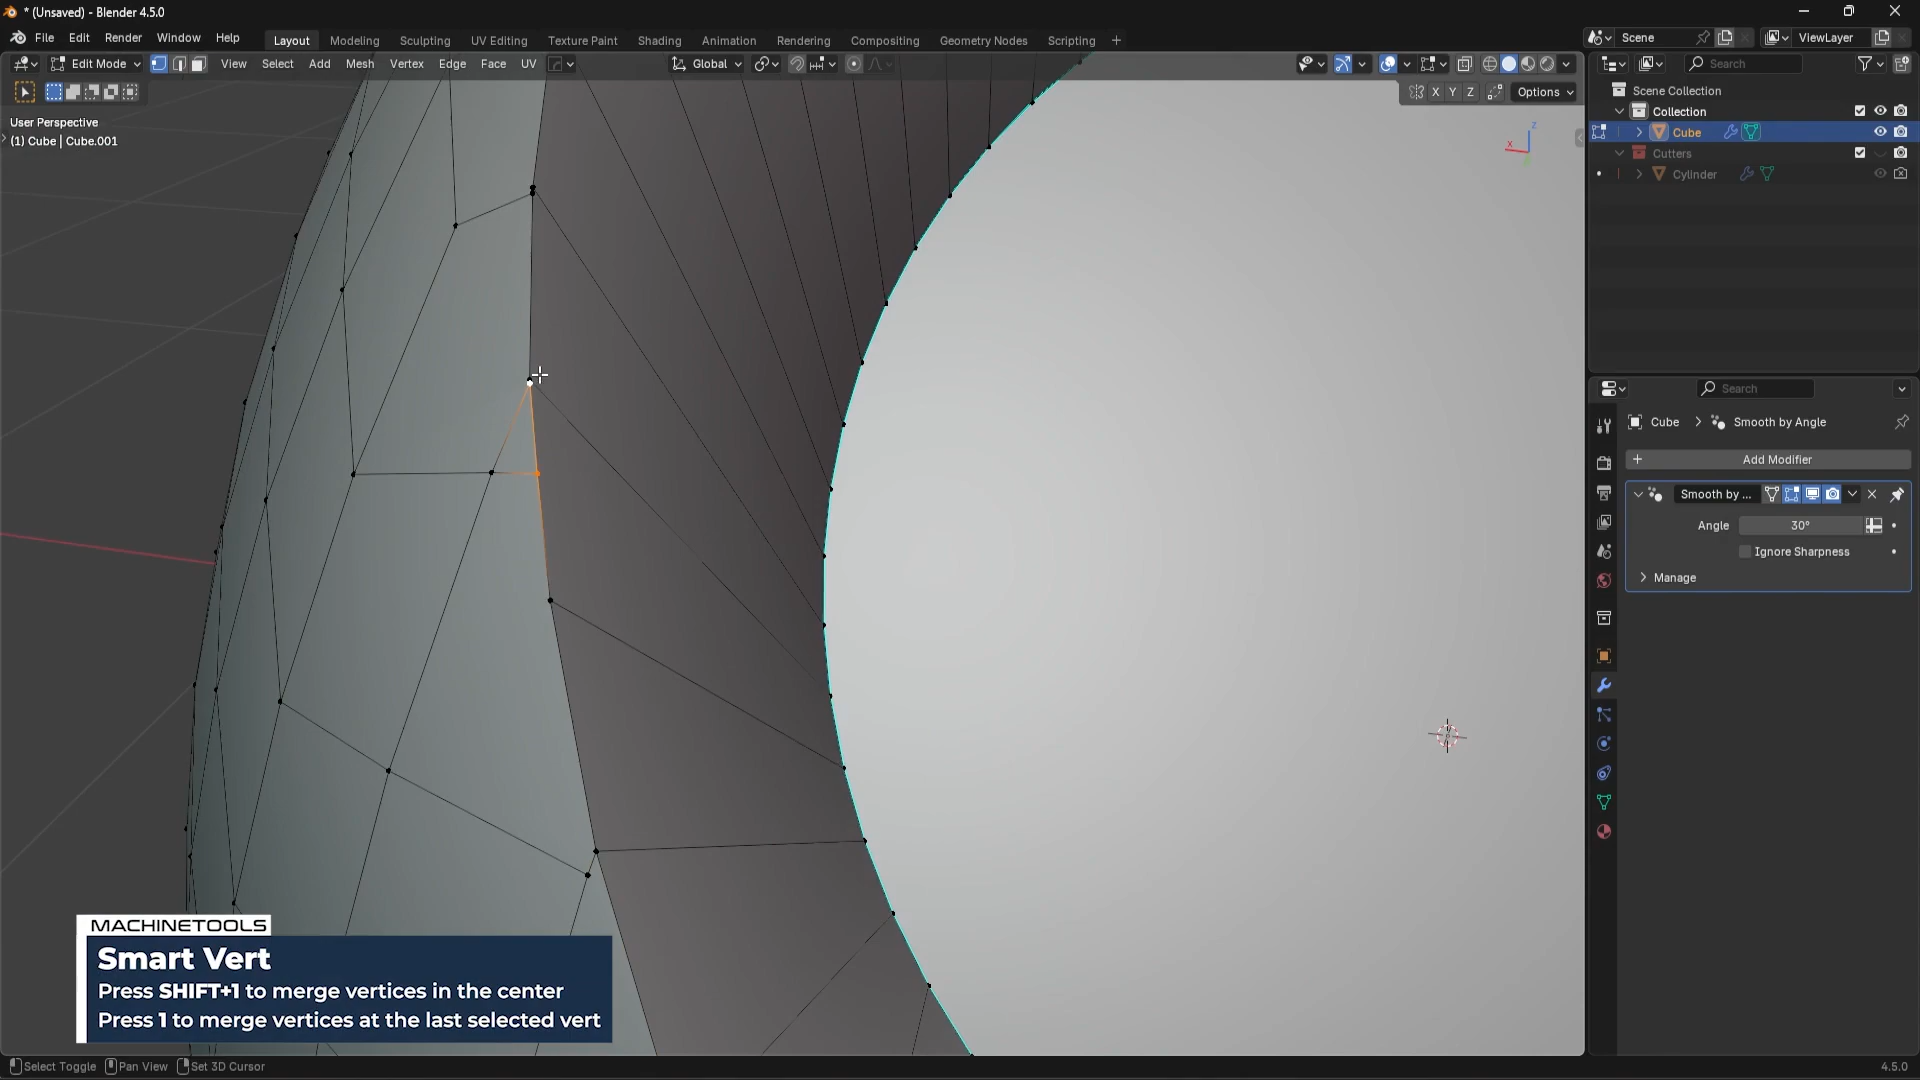 * (Unsaved) - Blender 4.5.0
File Edit Render Window Help
Layout Modeling Sculpting UV Editing Texture Paint Shading Animation Rendering Compositing Geometry Nodes Scripting +
Scene ViewLayer
Edit Mode View Select Add Mesh Vertex Edge Face UV Global
Search
X Y Z Options
User Perspective
(1) Cube | Cube.001
Z
X
Scene Collection
Collection
Cube
Cutters
Cylinder
Search
Cube > Smooth by Angle
+ Add Modifier
Smooth by ...
Angle 30°
Ignore Sharpness
Manage
MACHINETOOLS
Smart Vert
Press SHIFT+1 to merge vertices in the center
Press 1 to merge vertices at the last selected vert
Select Toggle Pan View Set 3D Cursor
4.5.0